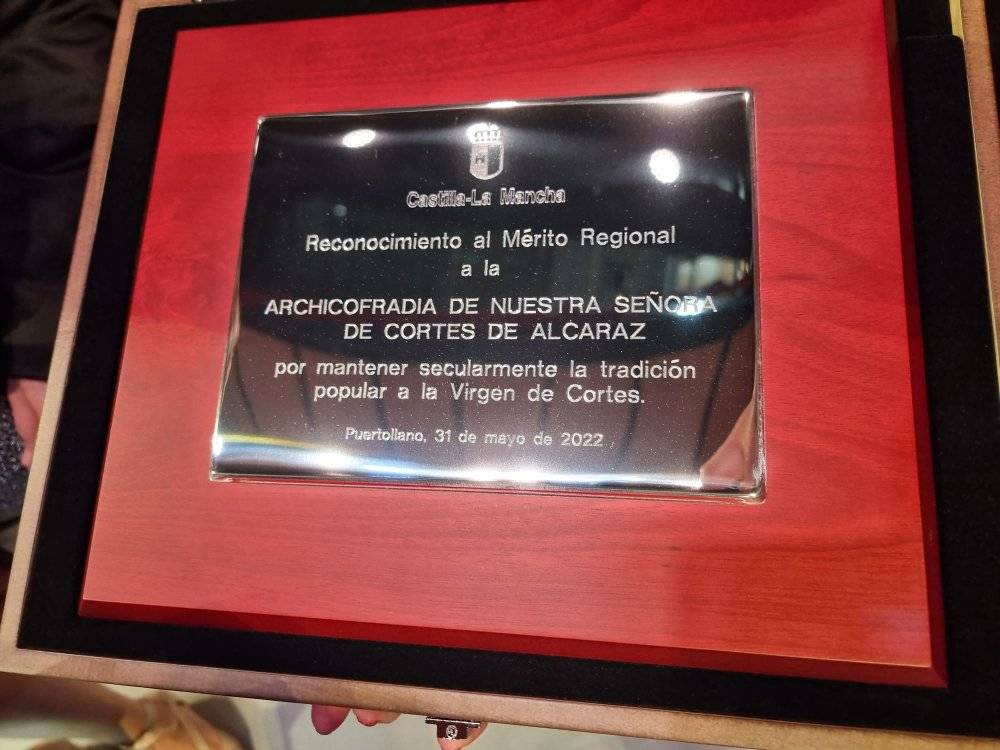 Castilla-La Mancha
Reconocimiento al Mérito Regional
a la
ARCHICOFRADIA DE NUESTRA SEÑORA
DE CORTES DE ALCARAZ
por mantener secularmente la tradición
popular a la Virgen de Cortes.
Puertollano, 31 de mayo de 2022